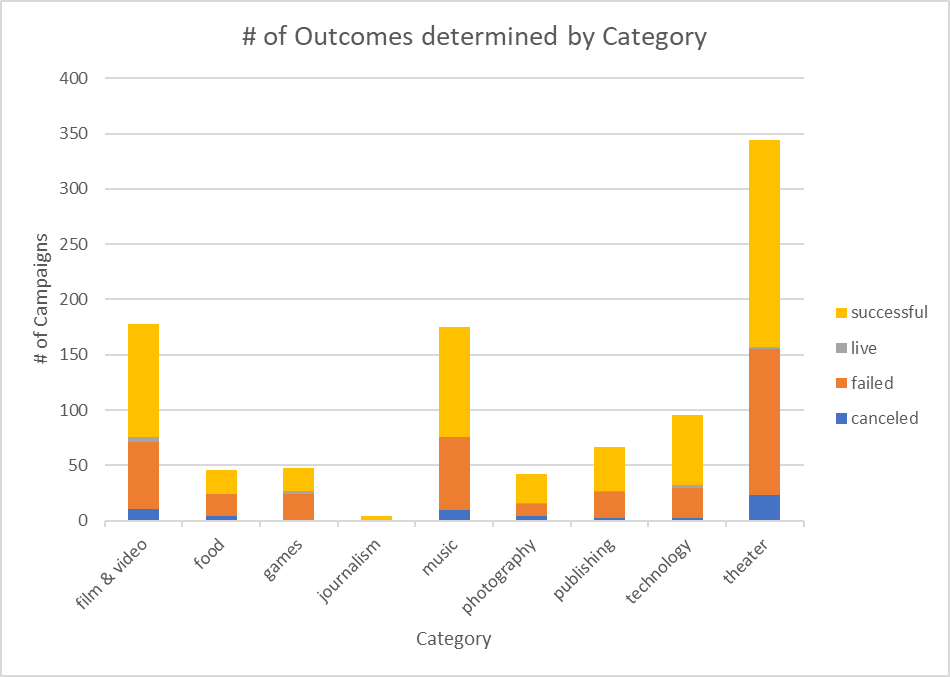 # of Outcomes determined by Category
400
350
300
250
200
150
100
50
0
# of Campaigns
film & video
food
games
journalism
music
photography
publishing
technology
theater
Category
successful
live
failed
canceled